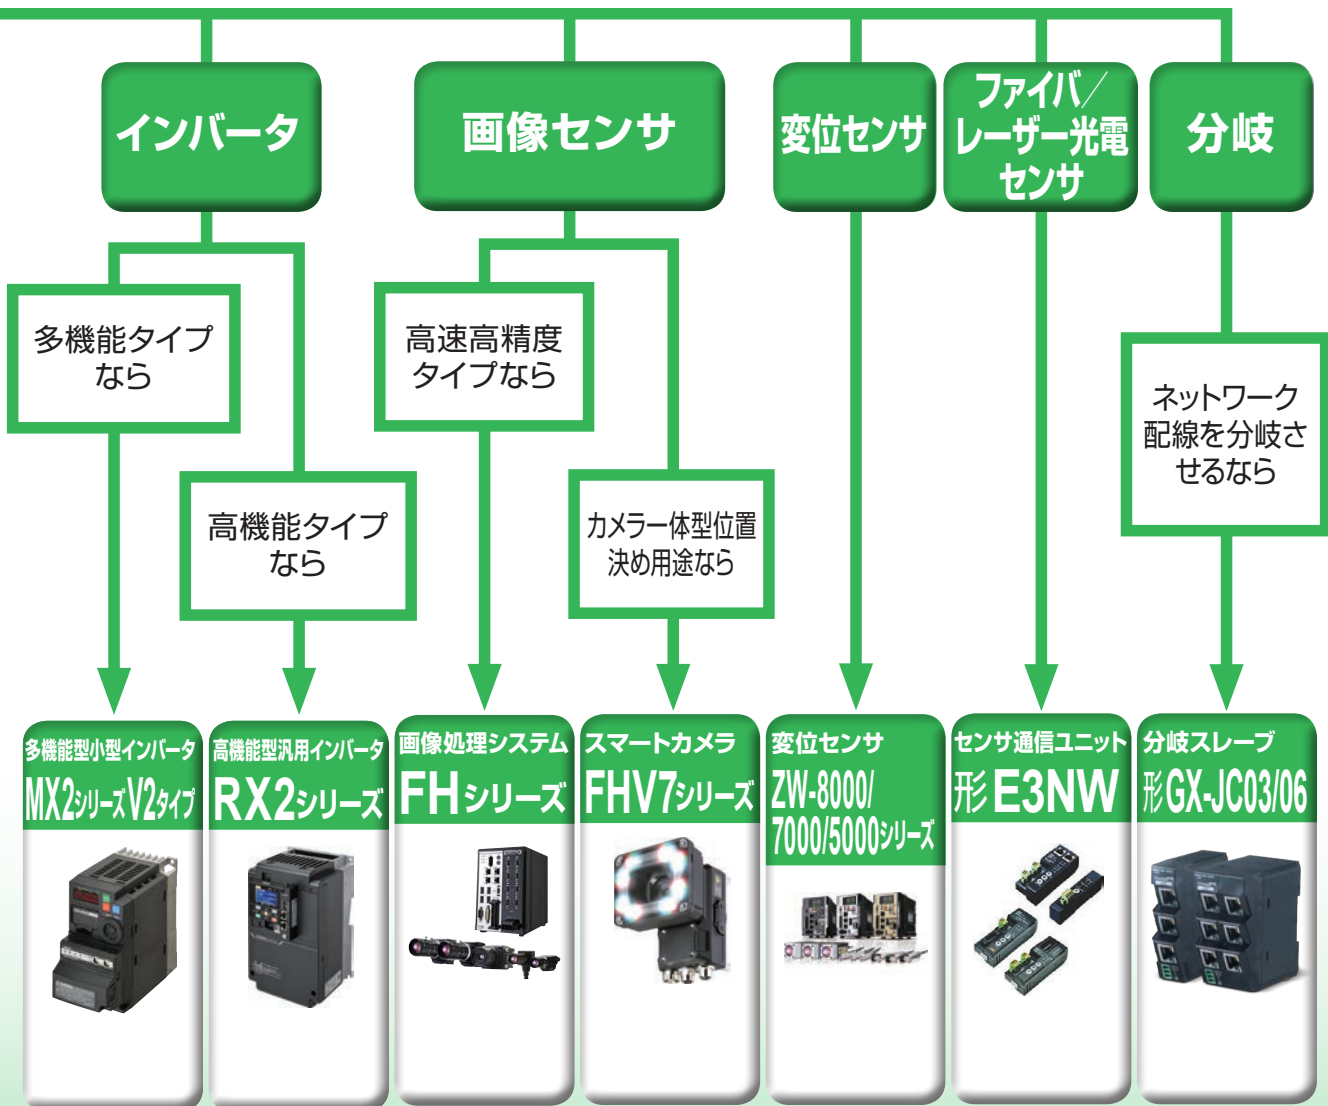 インバータ
画像センサ
変位センサ
ファイバ／
レーザー光電
センサ
分岐
多機能タイプ
なら
高機能タイプ
なら
高速高精度
タイプなら
カメラ一体型位置
決め用途なら
ネットワーク
配線を分岐さ
せるなら
多機能型小型インバータ
MX2シリーズV2タイプ
高機能型汎用インバータ
RX2シリーズ
画像処理システム
FHシリーズ
スマートカメラ
FHV7シリーズ
変位センサ
ZW-8000/
7000/5000シリーズ
センサ通信ユニット
形E3NW
分岐スレーブ
形GX-JC03/06